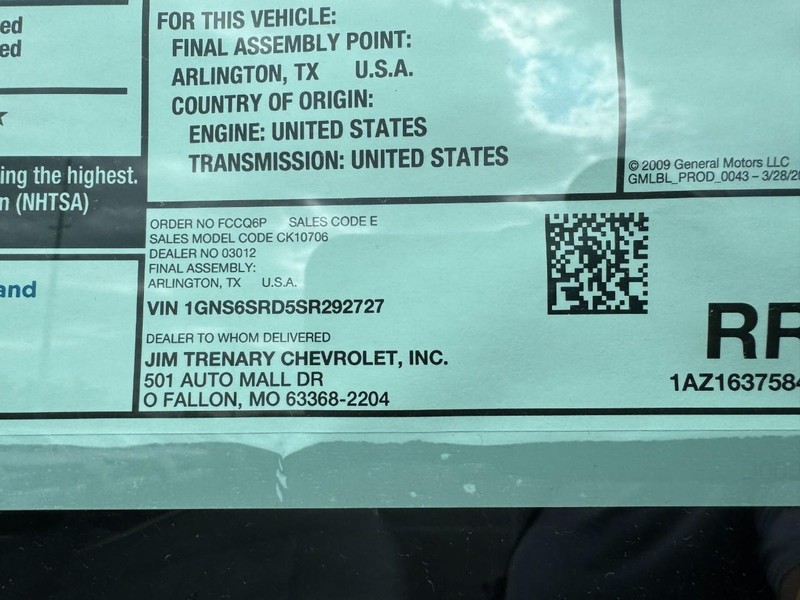 ed
ed
ing the highest.
n (NHTSA)
and
FOR THIS VEHICLE:
FINAL ASSEMBLY POINT:
ARLINGTON, TX U.S.A.
COUNTRY OF ORIGIN:
ENGINE: UNITED STATES
TRANSMISSION: UNITED STATES
© 2009 General Motors LLC
GMLBL_PROD_0043 – 3/28/20
ORDER NO FCCQ6P SALES CODE E
SALES MODEL CODE CK10706
DEALER NO 03012
FINAL ASSEMBLY:
ARLINGTON, TX U.S.A.
VIN 1GNS6SRD5SR292727
DEALER TO WHOM DELIVERED
JIM TRENARY CHEVROLET, INC.
501 AUTO MALL DR
O FALLON, MO 63368-2204
RR
1AZ1637584